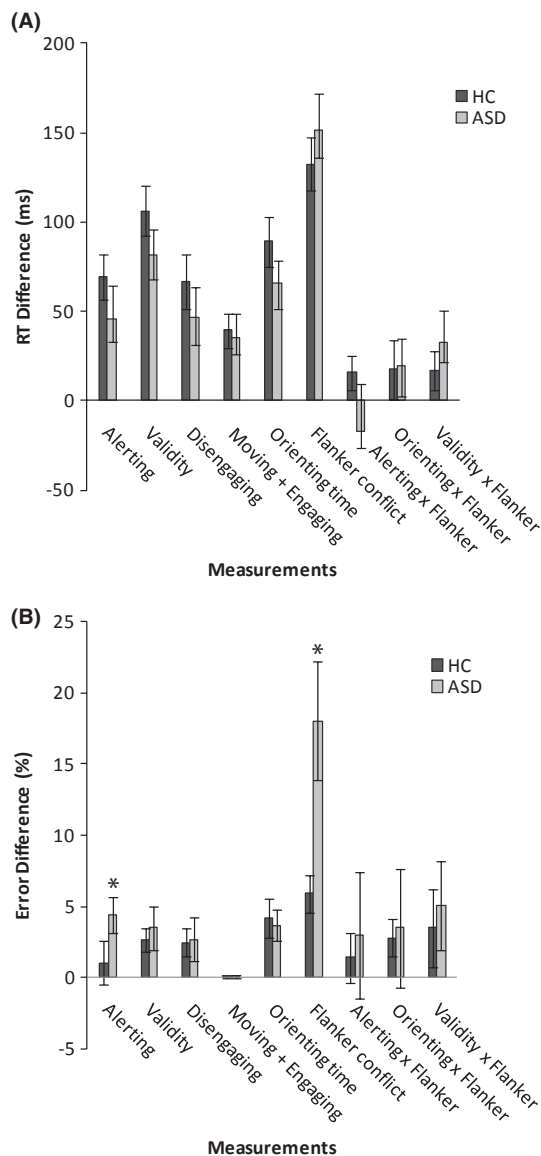 (A)
200
150
100
50
0
-50
RT Difference (ms)
HC
ASD
Alerting
Validity
Disengaging
Moving + Engaging
Orienting time
Flanker conflict
Alerting x Flanker
Orienting x Flanker
Validity x Flanker
Measurements
(B)
25
20
15
10
5
0
-5
Error Difference (%)
*
*
HC
ASD
Alerting
Validity
Disengaging
Moving + Engaging
Orienting time
Flanker conflict
Alerting x Flanker
Orienting x Flanker
Validity x Flanker
Measurements